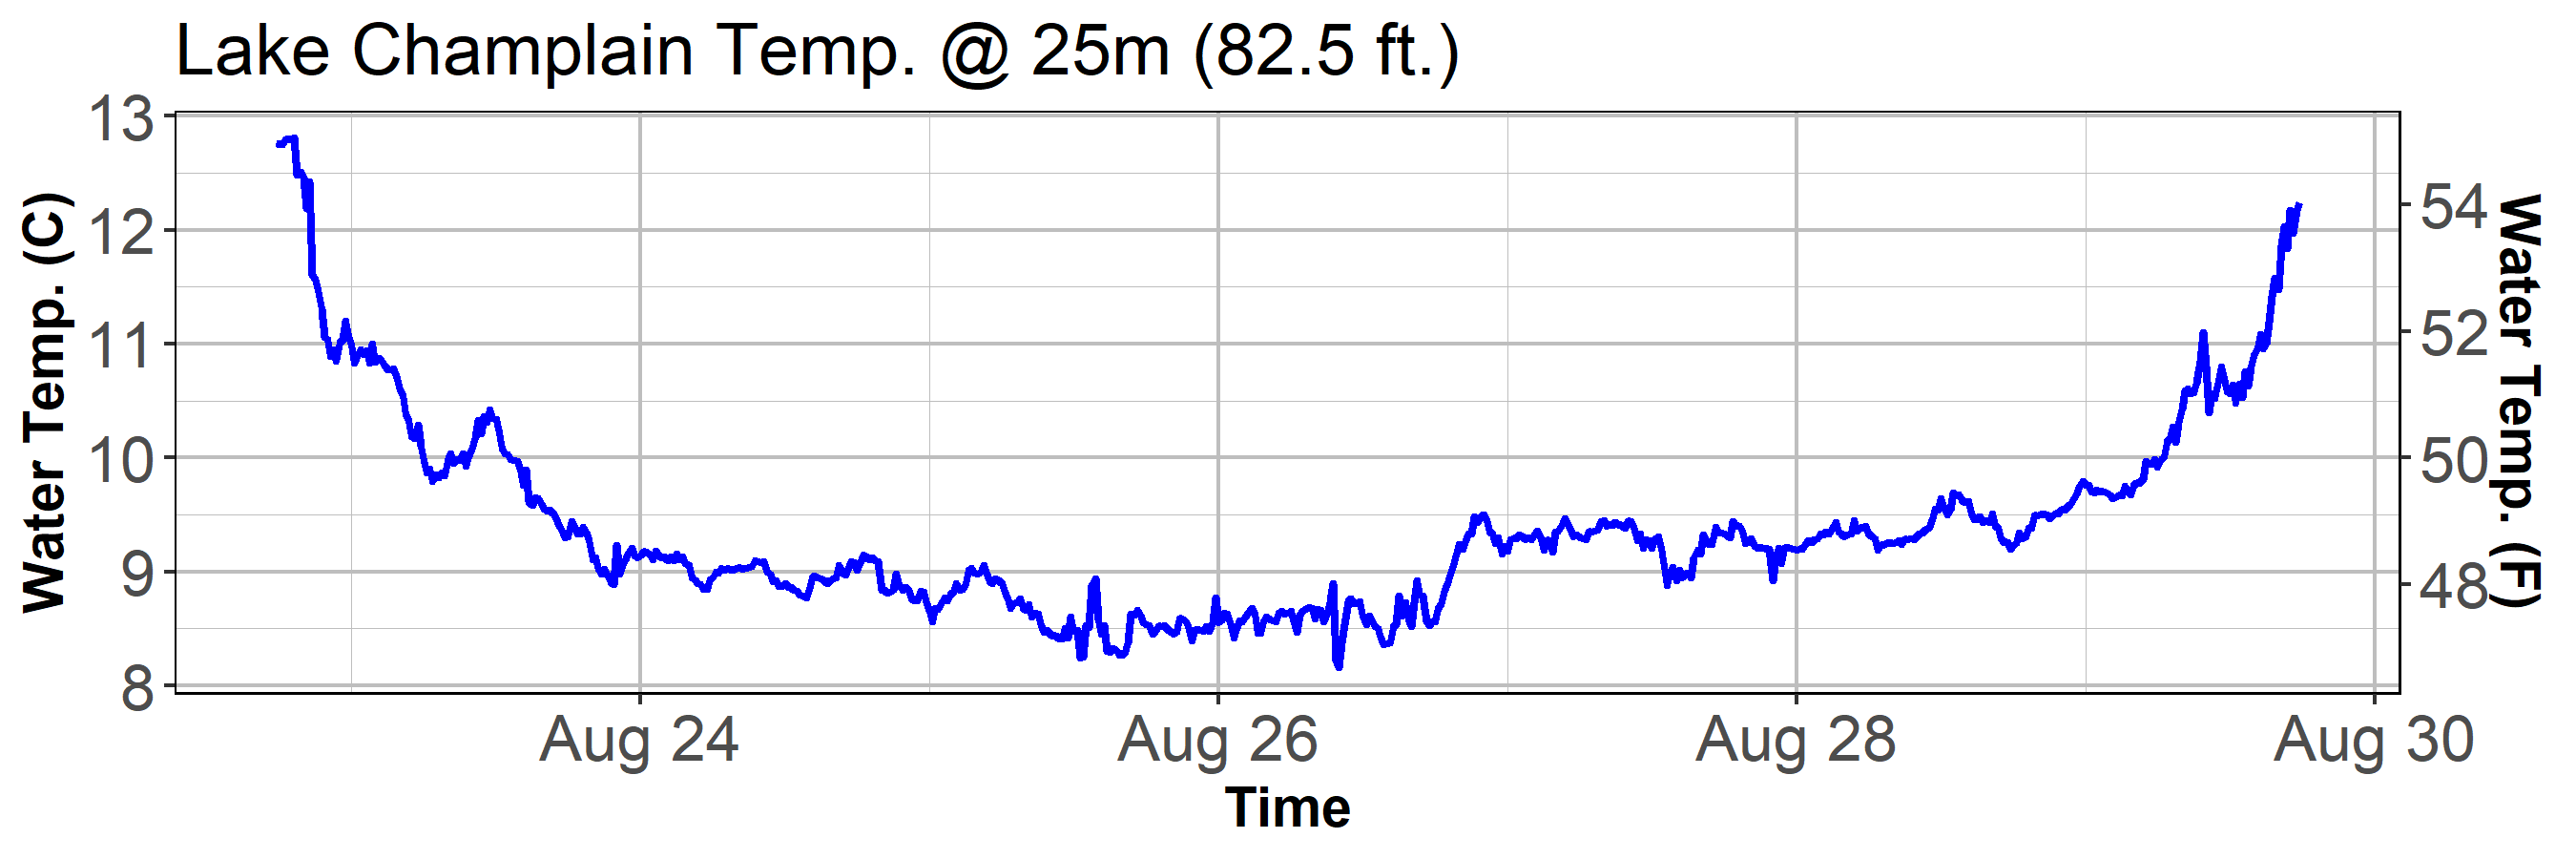 Lake Champlain Temp. @ 25m (82.5 ft.)
Water Temp. (C)
13
12
11
10
9
8
54
52
50
48
Water Temp. (F)
Aug 24 Aug 26 Aug 28 Aug 30
Time